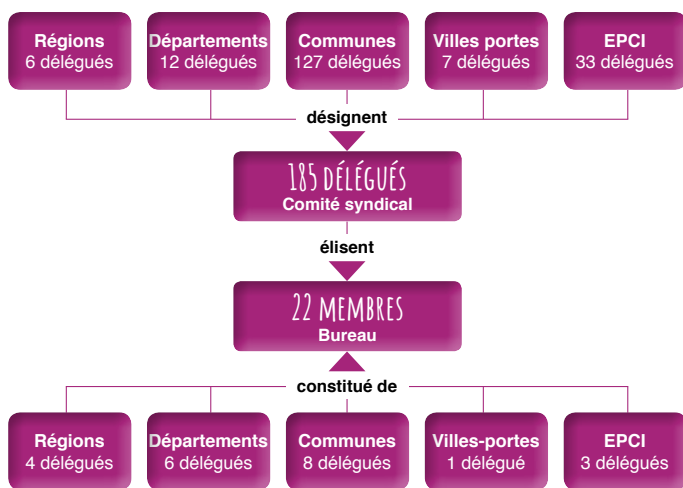 Régions
6 délégués
Départements
12 délégués
Communes
127 délégués
Villes portes
7 délégués
EPCI
33 délégués
désignent
185 DÉLÉGUÉS
Comité syndical
élisent
22 MEMBRES
Bureau
constitué de
Régions
4 délégués
Départements
6 délégués
Communes
8 délégués
Villes-portes
1 délégué
EPCI
3 délégués